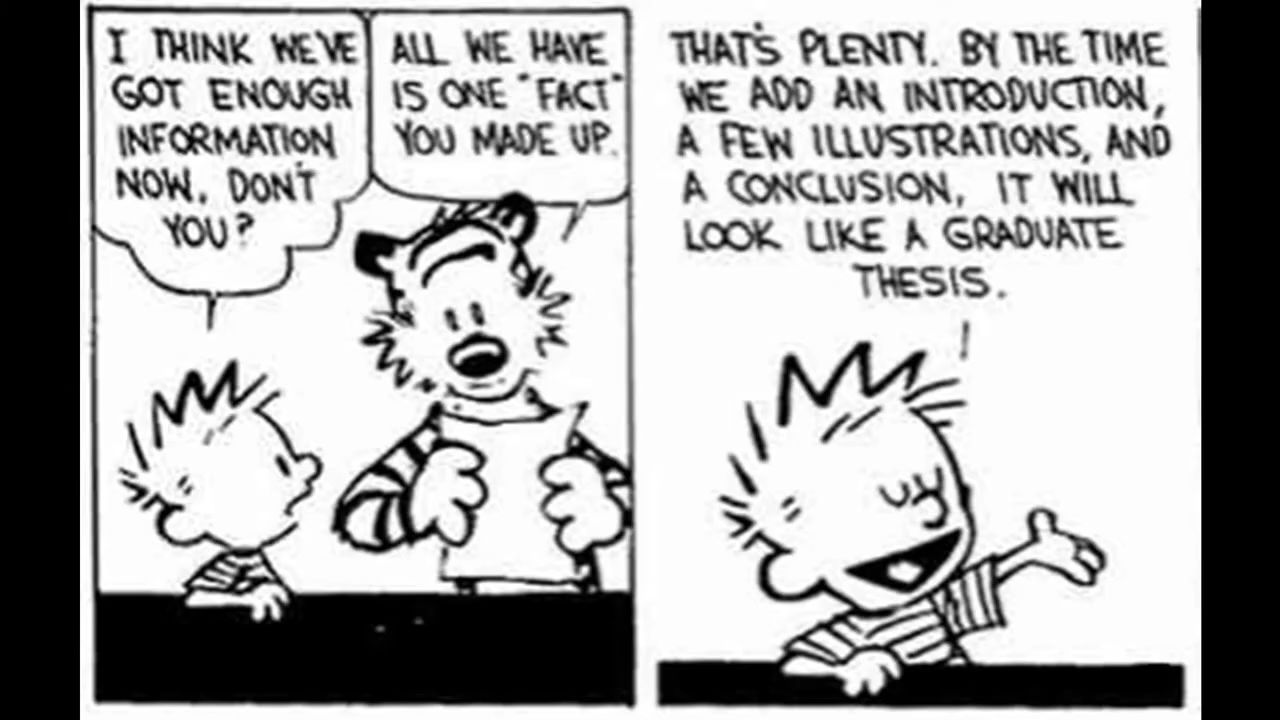 I THINK WE'VE
GOT ENOUGH
INFORMATION
NOW, DON'T
YOU?
ALL WE HAVE
IS ONE "FACT"
YOU MADE UP.
THAT'S PLENTY. BY THE TIME
WE ADD AN INTRODUCTION,
A FEW ILLUSTRATIONS, AND
A CONCLUSION, IT WILL
LOOK LIKE A GRADUATE
THESIS.